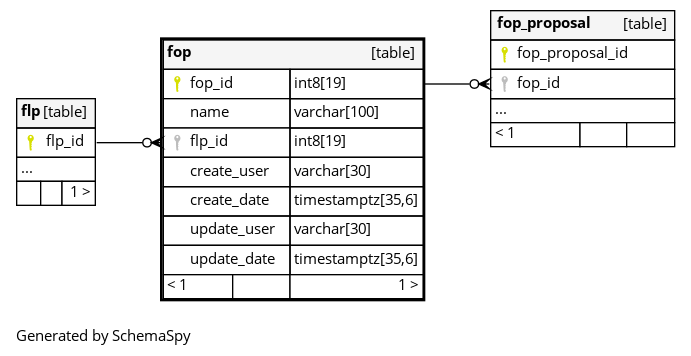 flp [table]
flp_id
...
1 >
fop [table]
fop_id int8[19]
name varchar[100]
flp_id int8[19]
create_user varchar[30]
create_date timestamptz[35,6]
update_user varchar[30]
update_date timestamptz[35,6]
< 1 1 >
fop_proposal [table]
fop_proposal_id
fop_id
...
< 1
Generated by SchemaSpy